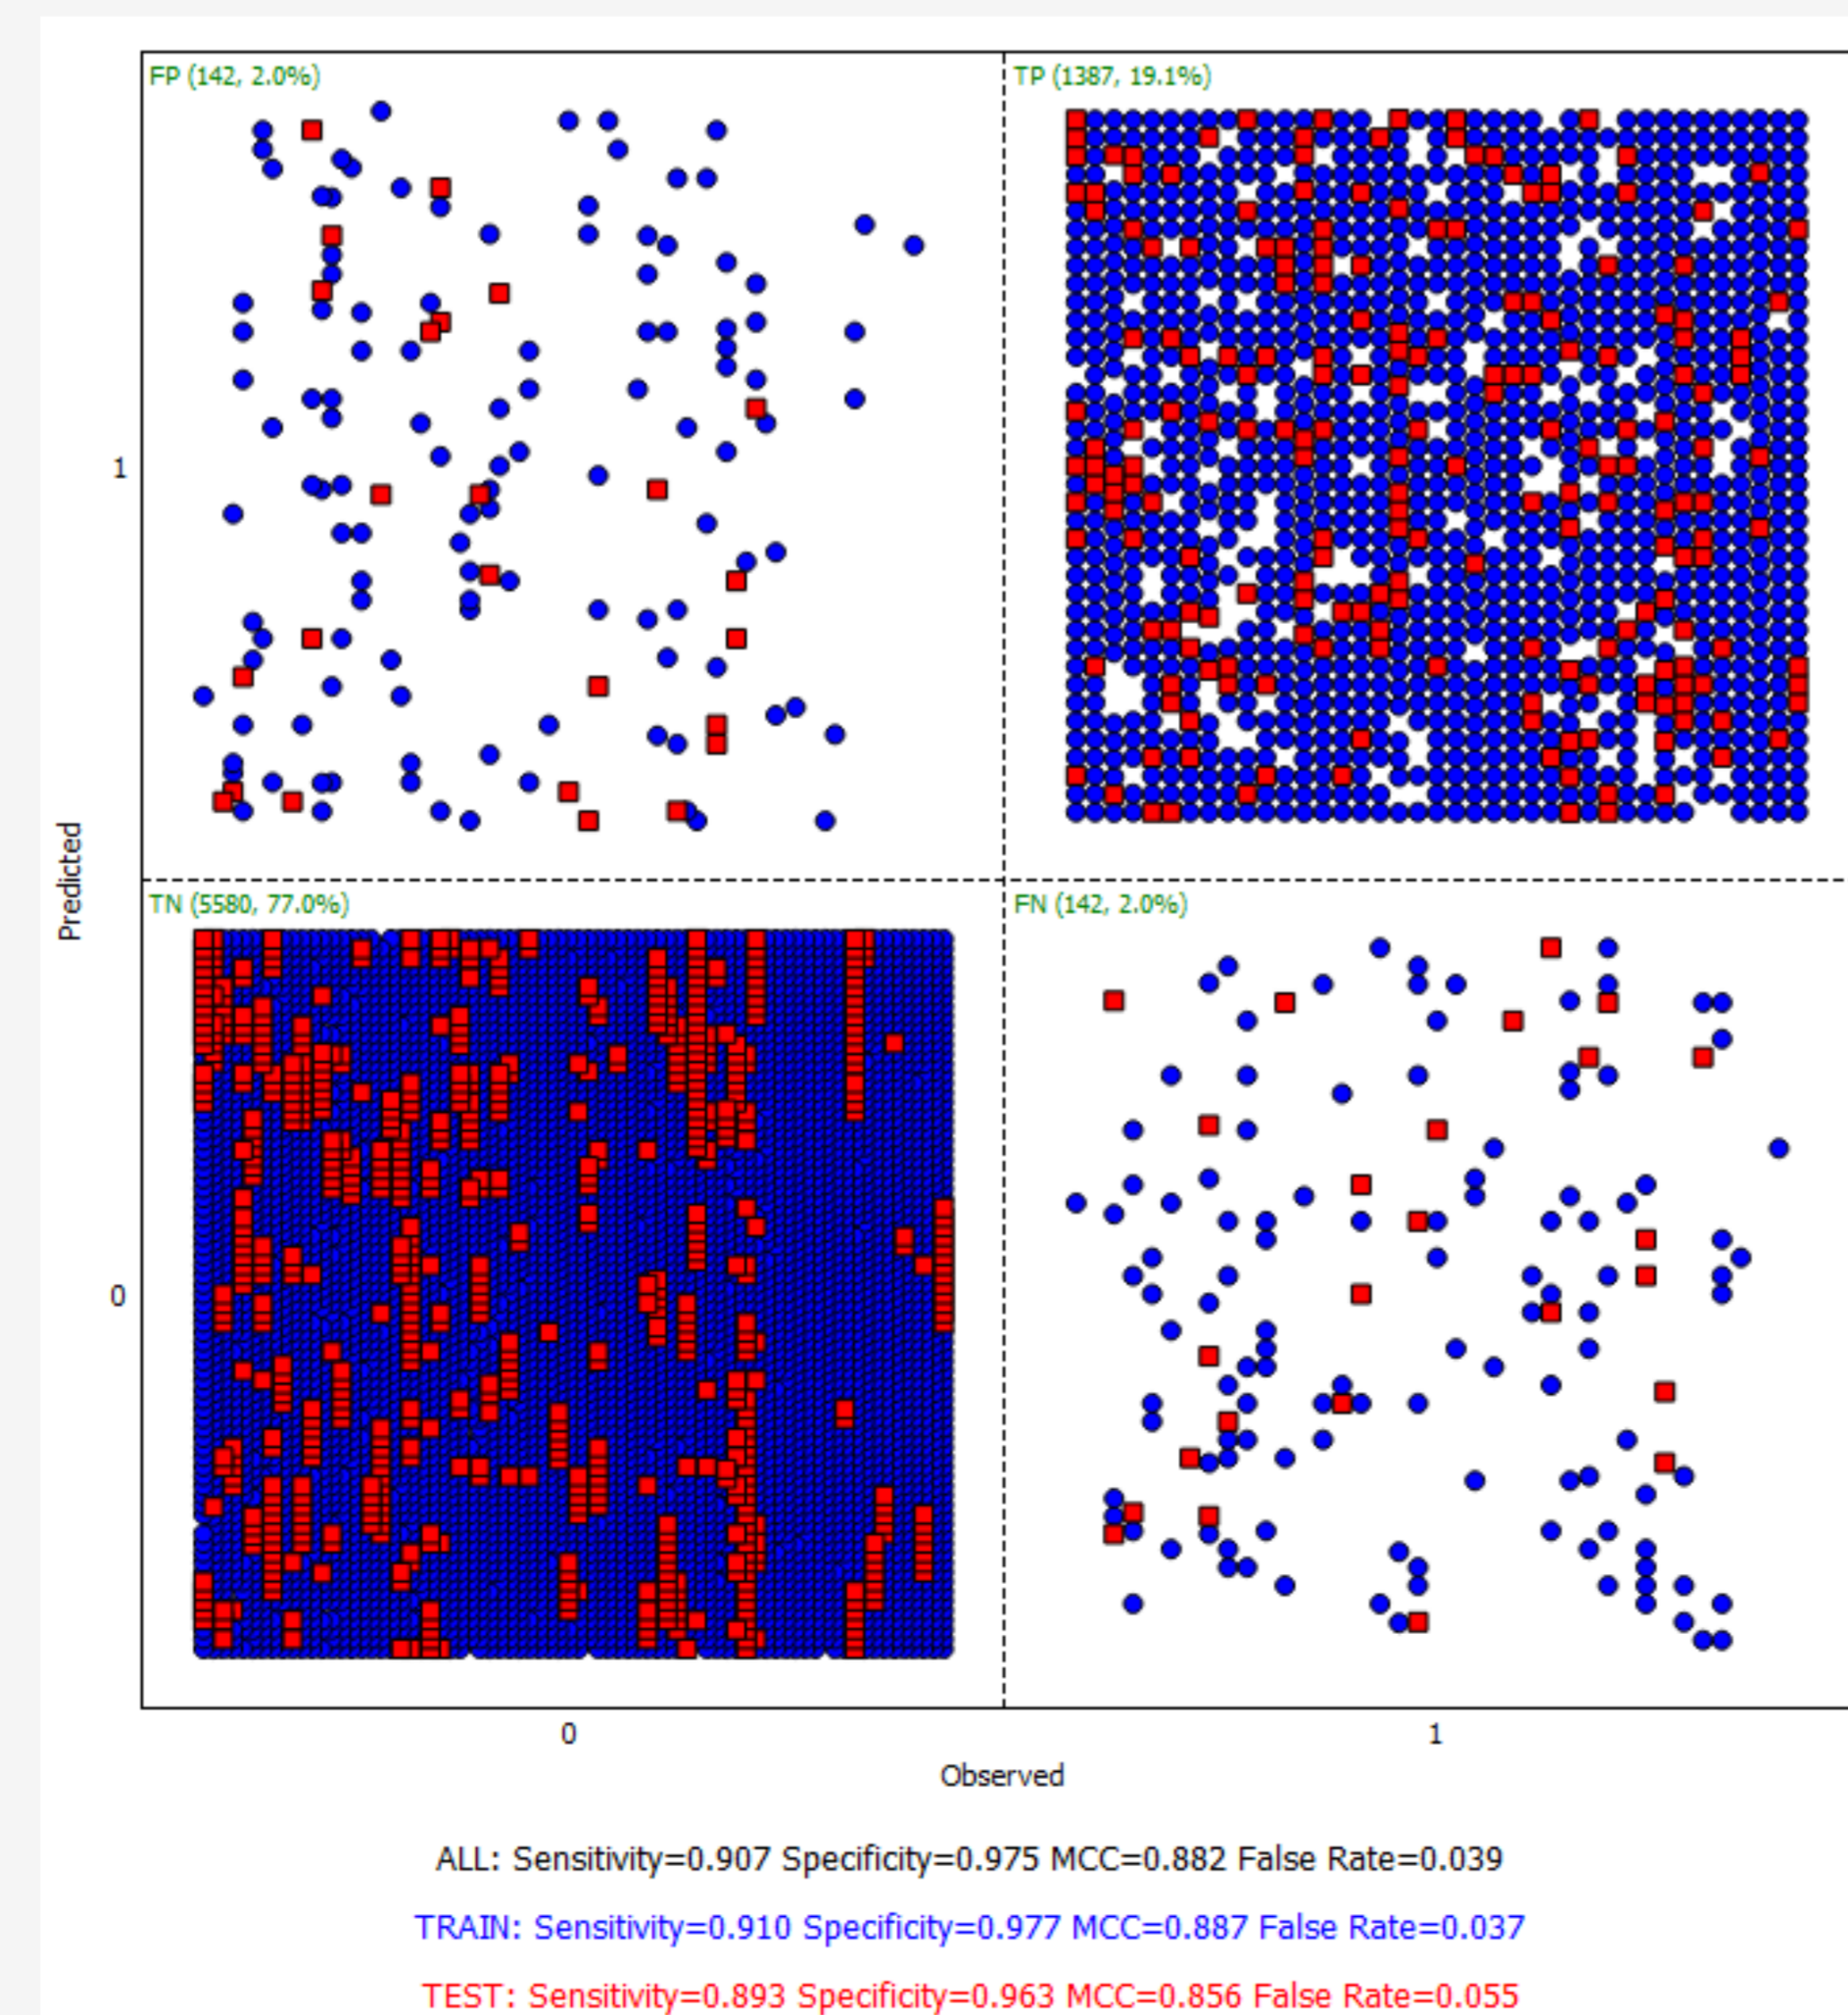 FP (142, 2.0%)
TP (1387, 19.1%)
1
Predicted
TN (5580, 77.0%)
FN (142, 2.0%)
0
0
1
Observed
ALL: Sensitivity=0.907 Specificity=0.975 MCC=0.882 False Rate=0.039
TRAIN: Sensitivity=0.910 Specificity=0.977 MCC=0.887 False Rate=0.037
TEST: Sensitivity=0.893 Specificity=0.963 MCC=0.856 False Rate=0.055